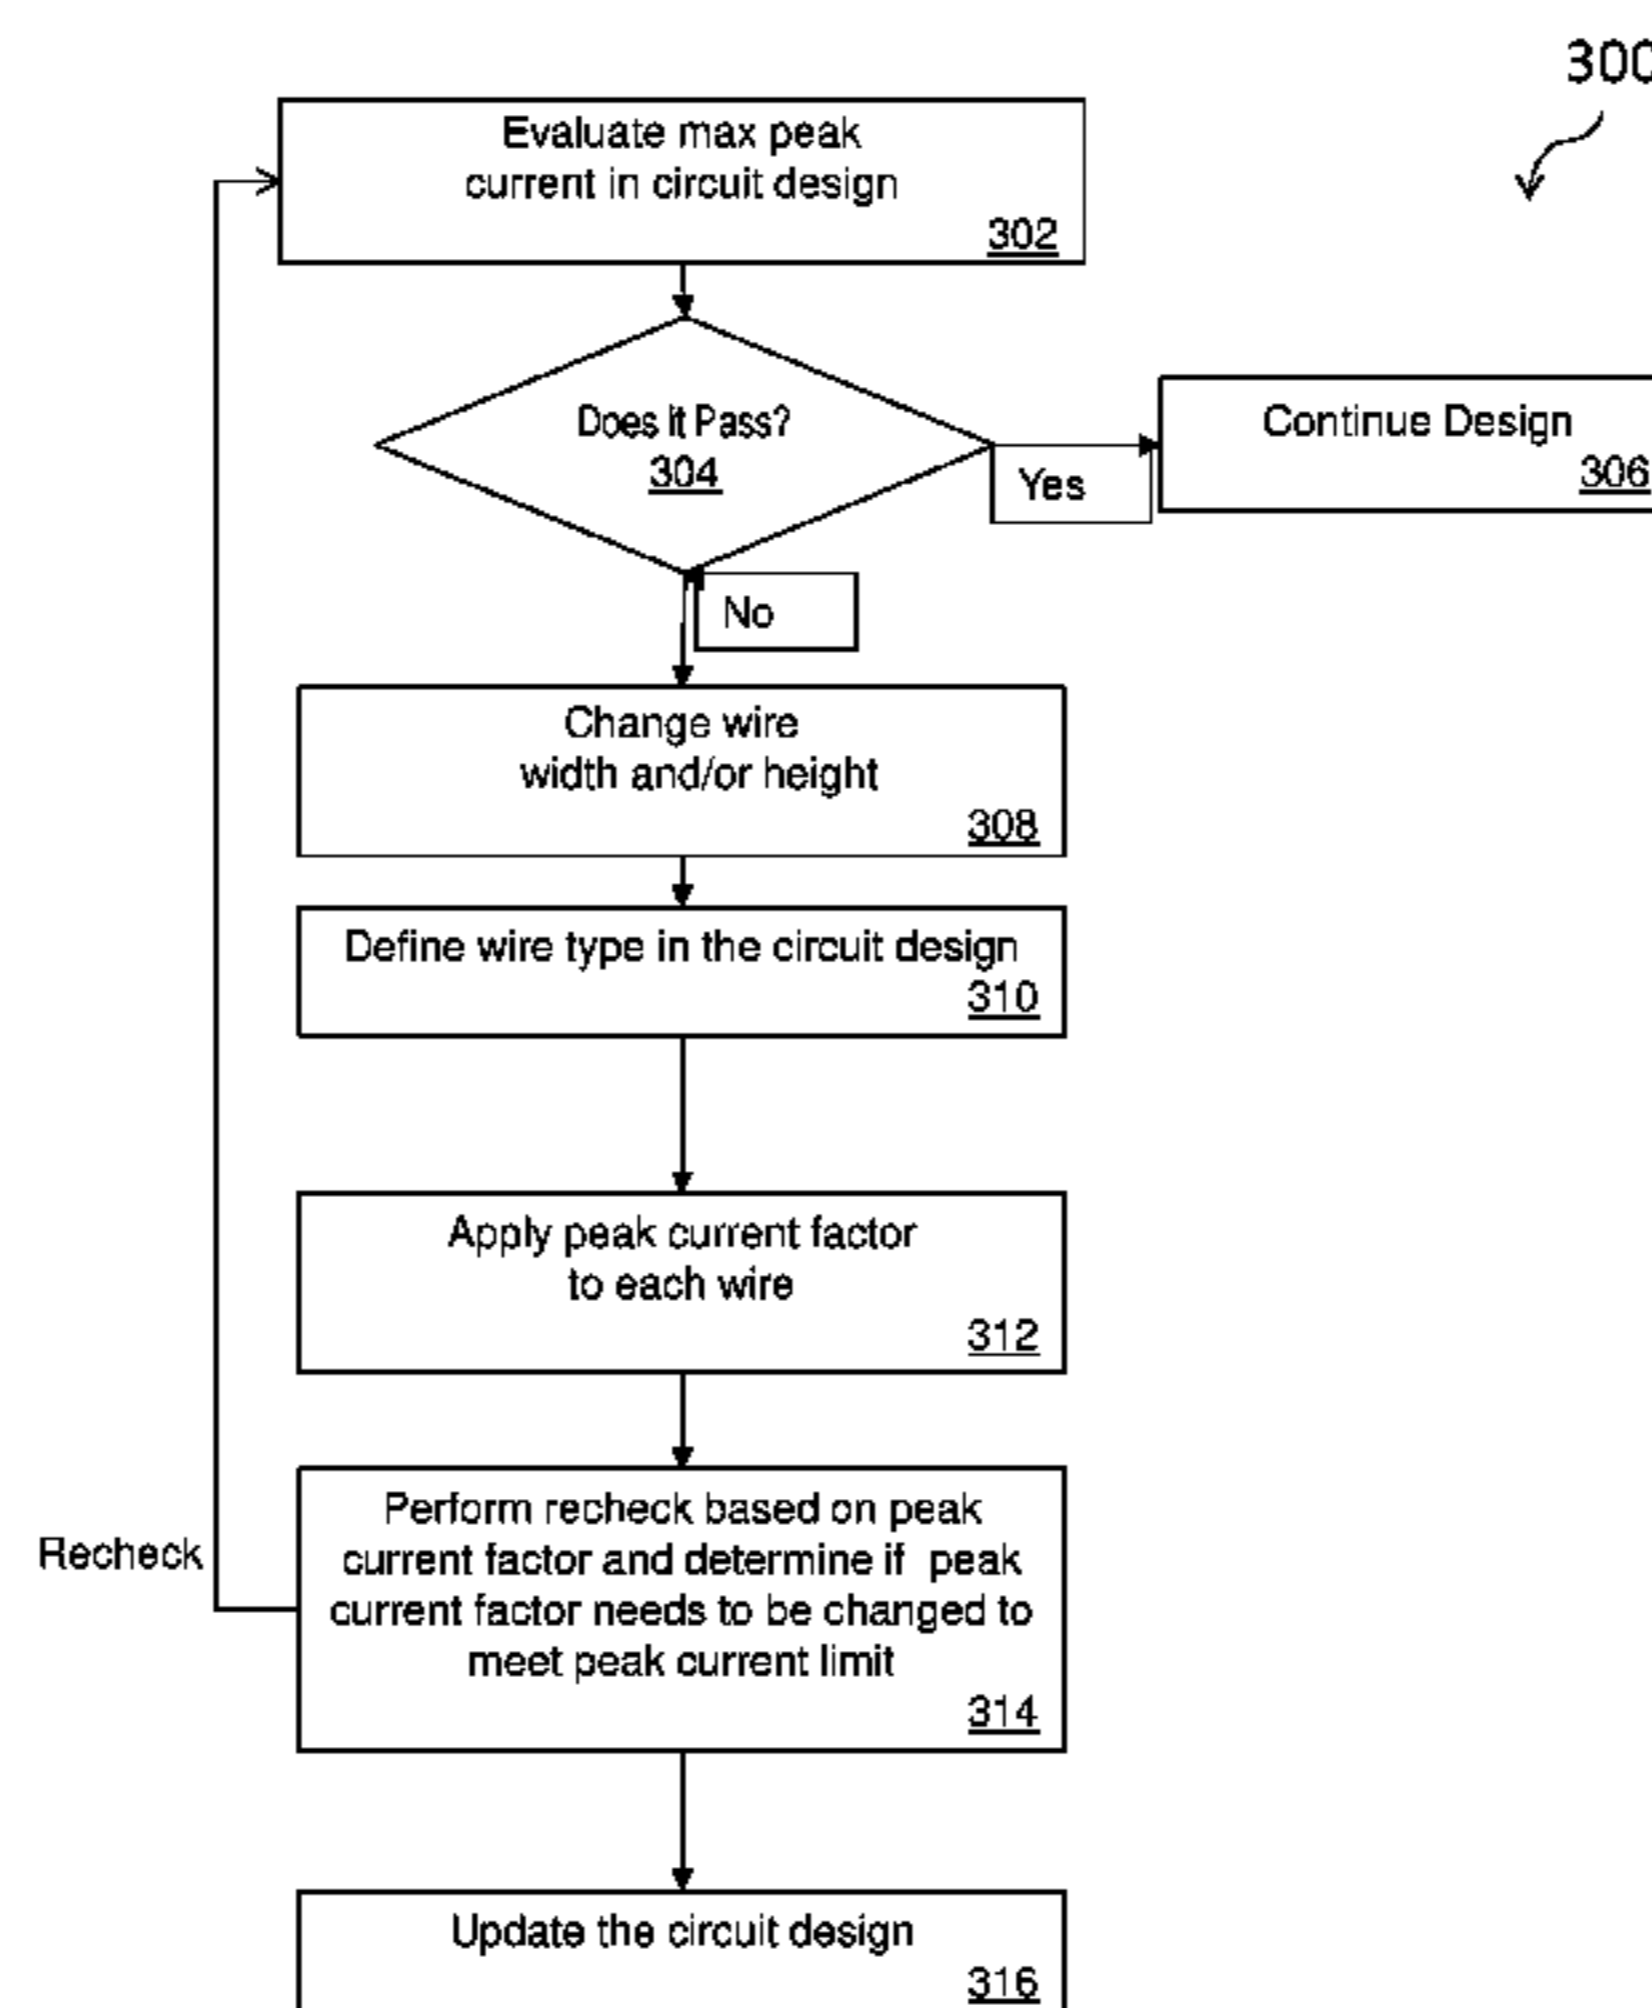 300
Evaluate max peak
current in circuit design
302
Does it Pass?
304
Yes
Continue Design
306
No
Change wire
width and/or height
308
Define wire type in the circuit design
310
Apply peak current factor
to each wire
312
Recheck
Perform recheck based on peak
current factor and determine if peak
current factor needs to be changed to
meet peak current limit
314
Update the circuit design
316